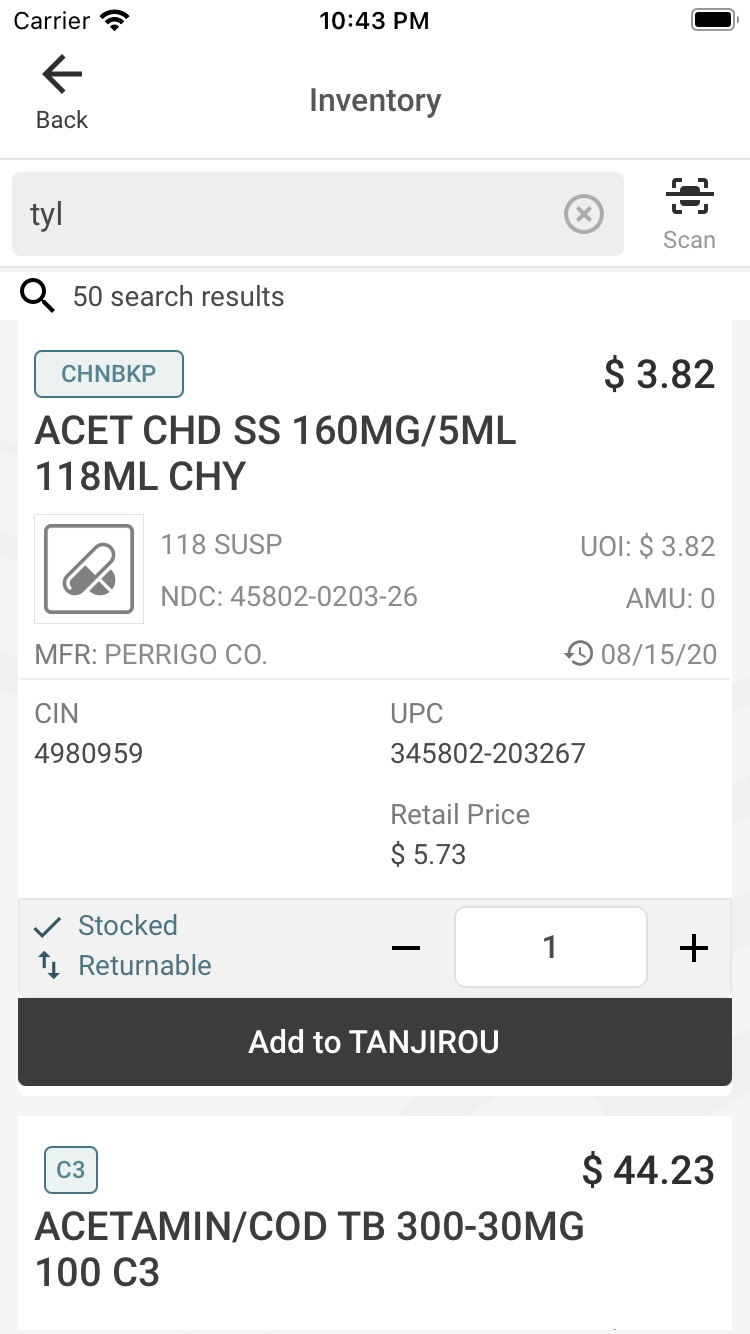 Carrier 10:43 PM
Back
Inventory
tyl
Scan
50 search results
CHNBKP $ 3.82
ACET CHD SS 160MG/5ML
118ML CHY
118 SUSP UOI: $ 3.82
NDC: 45802-0203-26 AMU: 0
MFR: PERRIGO CO. 08/15/20
CIN UPC
4980959 345802-203267
Retail Price
$ 5.73
Stocked
Returnable
1
Add to TANJIROU
C3 $ 44.23
ACETAMIN/COD TB 300-30MG
100 C3